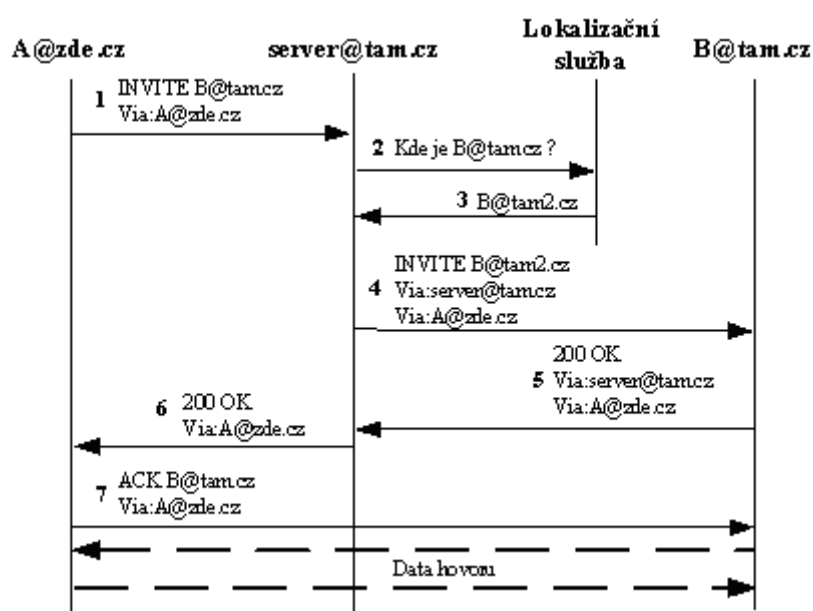 A@zde.cz server@tam.cz Lokalizační služba B@tam.cz
1 INVITE B@tam.cz
Via:A@zde.cz
2 Kde je B@tam.cz ?
3 B@tam2.cz
INVITE B@tam2.cz
4 Via:server@tam.cz
Via:A@zde.cz
200 OK
5 Via:server@tam.cz
Via:A@zde.cz
6 200 OK
Via:A@zde.cz
7 ACK B@tam.cz
Via:A@zde.cz
Data hovoru